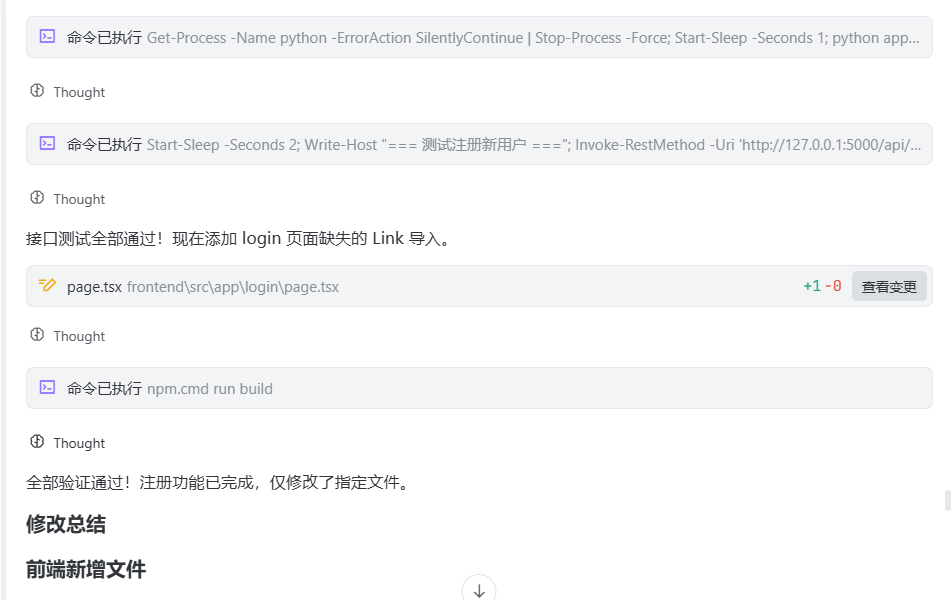 命令已执行 Get-Process -Name python -ErrorAction SilentlyContinue | Stop-Process -Force; Start-Sleep -Seconds 1; python app...
Thought
命令已执行 Start-Sleep -Seconds 2; Write-Host "=== 测试注册新用户 ==="; Invoke-RestMethod -Uri 'http://127.0.0.1:5000/api/...
Thought
接口测试全部通过！现在添加 login 页面缺失的 Link 导入。
page.tsx frontend\src\app\login\page.tsx +1 -0 查看变更
Thought
命令已执行 npm.cmd run build
Thought
全部验证通过！注册功能已完成，仅修改了指定文件。
修改总结
前端新增文件